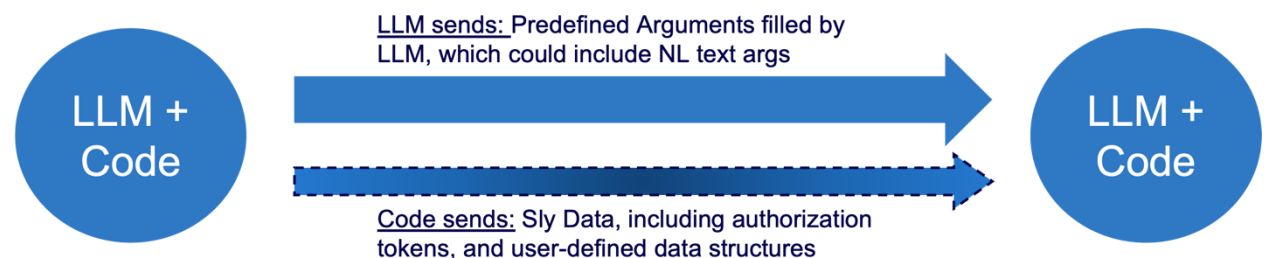 LLM sends: Predefined Arguments filled by
LLM, which could include NL text args
LLM +
Code
LLM +
Code
Code sends: Sly Data, including authorization
tokens, and user-defined data structures